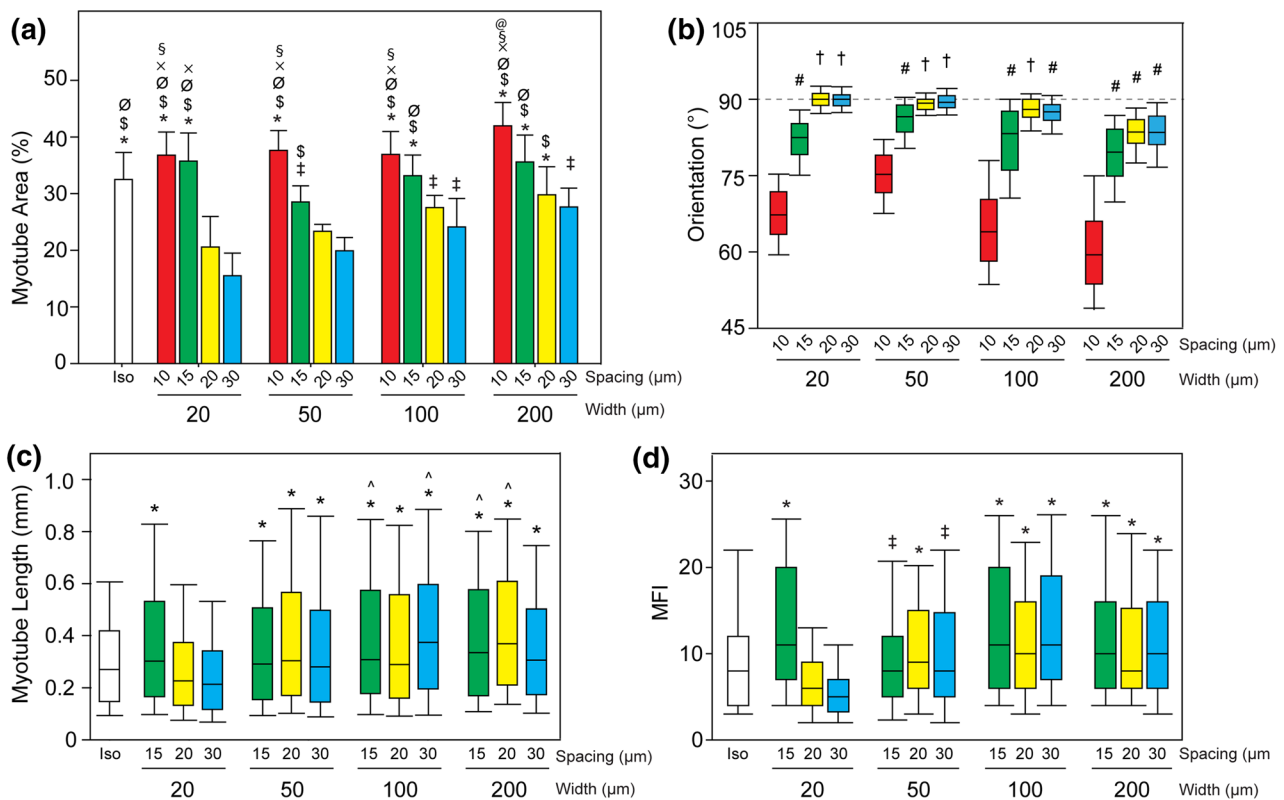 (a)
Myotube Area (%)
50
40
30
20
10
0
Ø
$
*
§
×
Ø
$
*
×
Ø
$
*
§
×
Ø
$
*
$
‡
§
×
Ø
$
*
Ø
$
*
‡
‡
@
§
×
Ø
$
*
Ø
$
*
$
*
‡
Iso 10 15 20 30 10 15 20 30 10 15 20 30 10 15 20 30 Spacing (µm)
20 50 100 200 Width (µm)
(b)
Orientation (°)
105
90
75
60
45
# † † # † † # † # # # #
10 15 20 30 10 15 20 30 10 15 20 30 10 15 20 30 Spacing (µm)
20 50 100 200 Width (µm)
(c)
Myotube Length (mm)
1.0
0.8
0.6
0.4
0.2
0
^ ^ ^ ^
* * * * * * * * * *
Iso 15 20 30 15 20 30 15 20 30 15 20 30 Spacing (µm)
20 50 100 200 Width (µm)
(d)
MFI
30
20
10
0
* ‡ * ‡ * * * * * *
Iso 15 20 30 15 20 30 15 20 30 15 20 30 Spacing (µm
20 50 100 200 Width (µm)